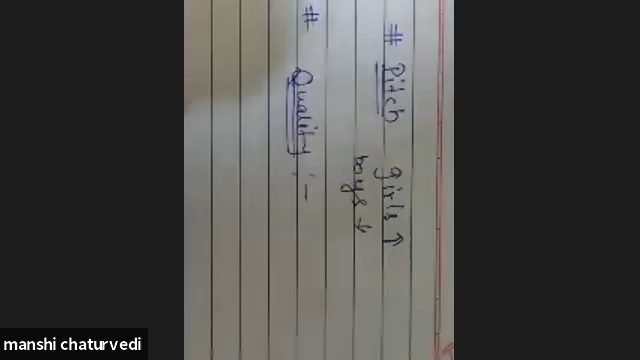 # Pitch girls ↑
boys ↓
# Quality :-
manshi chaturvedi